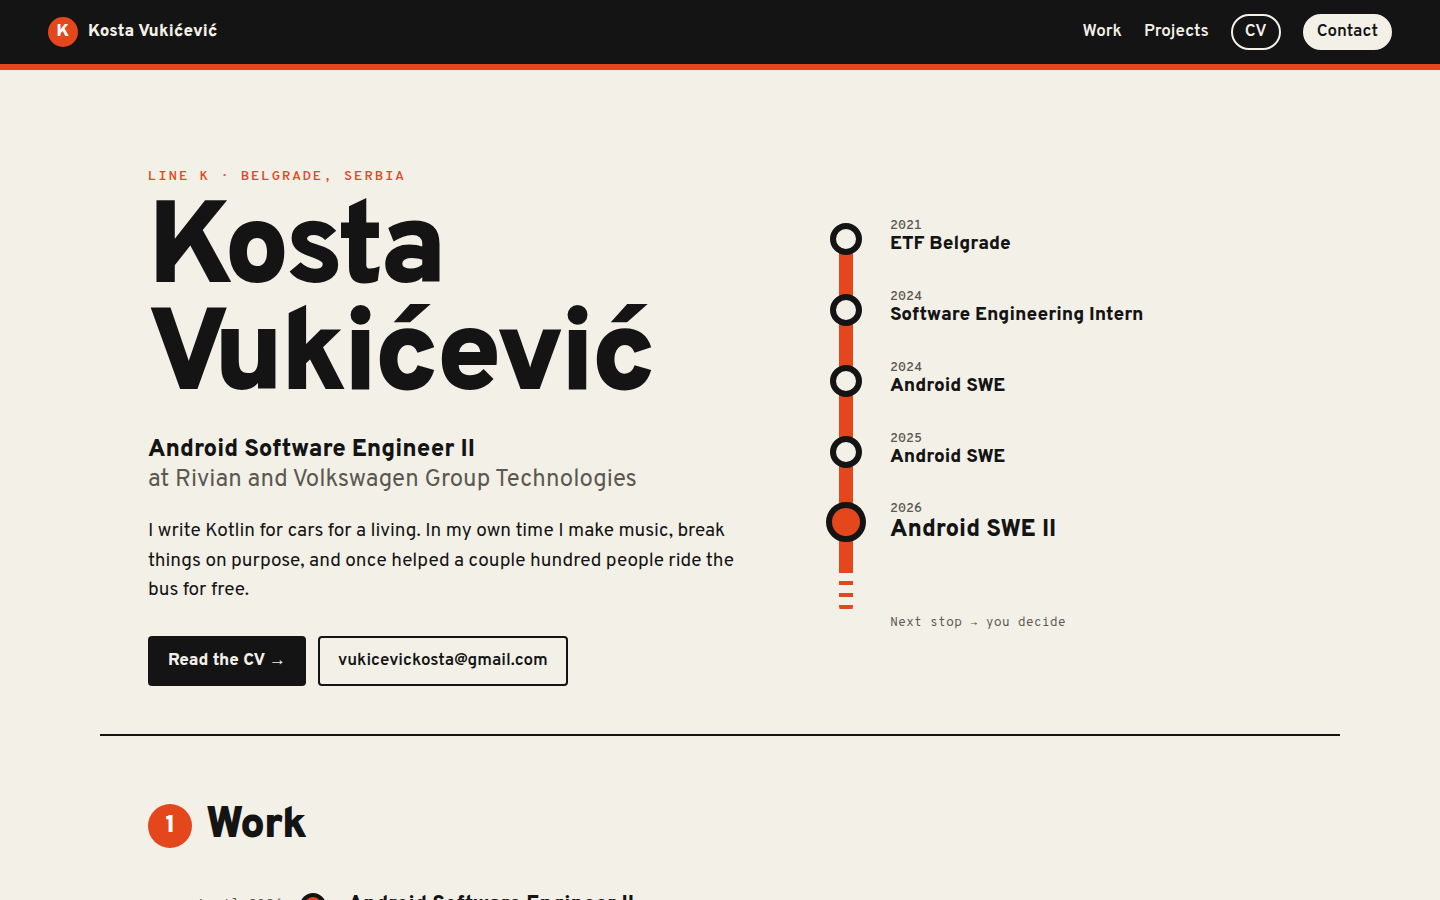 K Kosta Vukićević
Work Projects CV Contact
LINE K · BELGRADE, SERBIA
Kosta
Vukićević
Android Software Engineer II
at Rivian and Volkswagen Group Technologies
I write Kotlin for cars for a living. In my own time I make music, break
things on purpose, and once helped a couple hundred people ride the
bus for free.
Read the CV →
vukicevickosta@gmail.com
2021
ETF Belgrade
2024
Software Engineering Intern
2024
Android SWE
2025
Android SWE
2026
Android SWE II
Next stop → you decide
1 Work
Android Software Engineer II